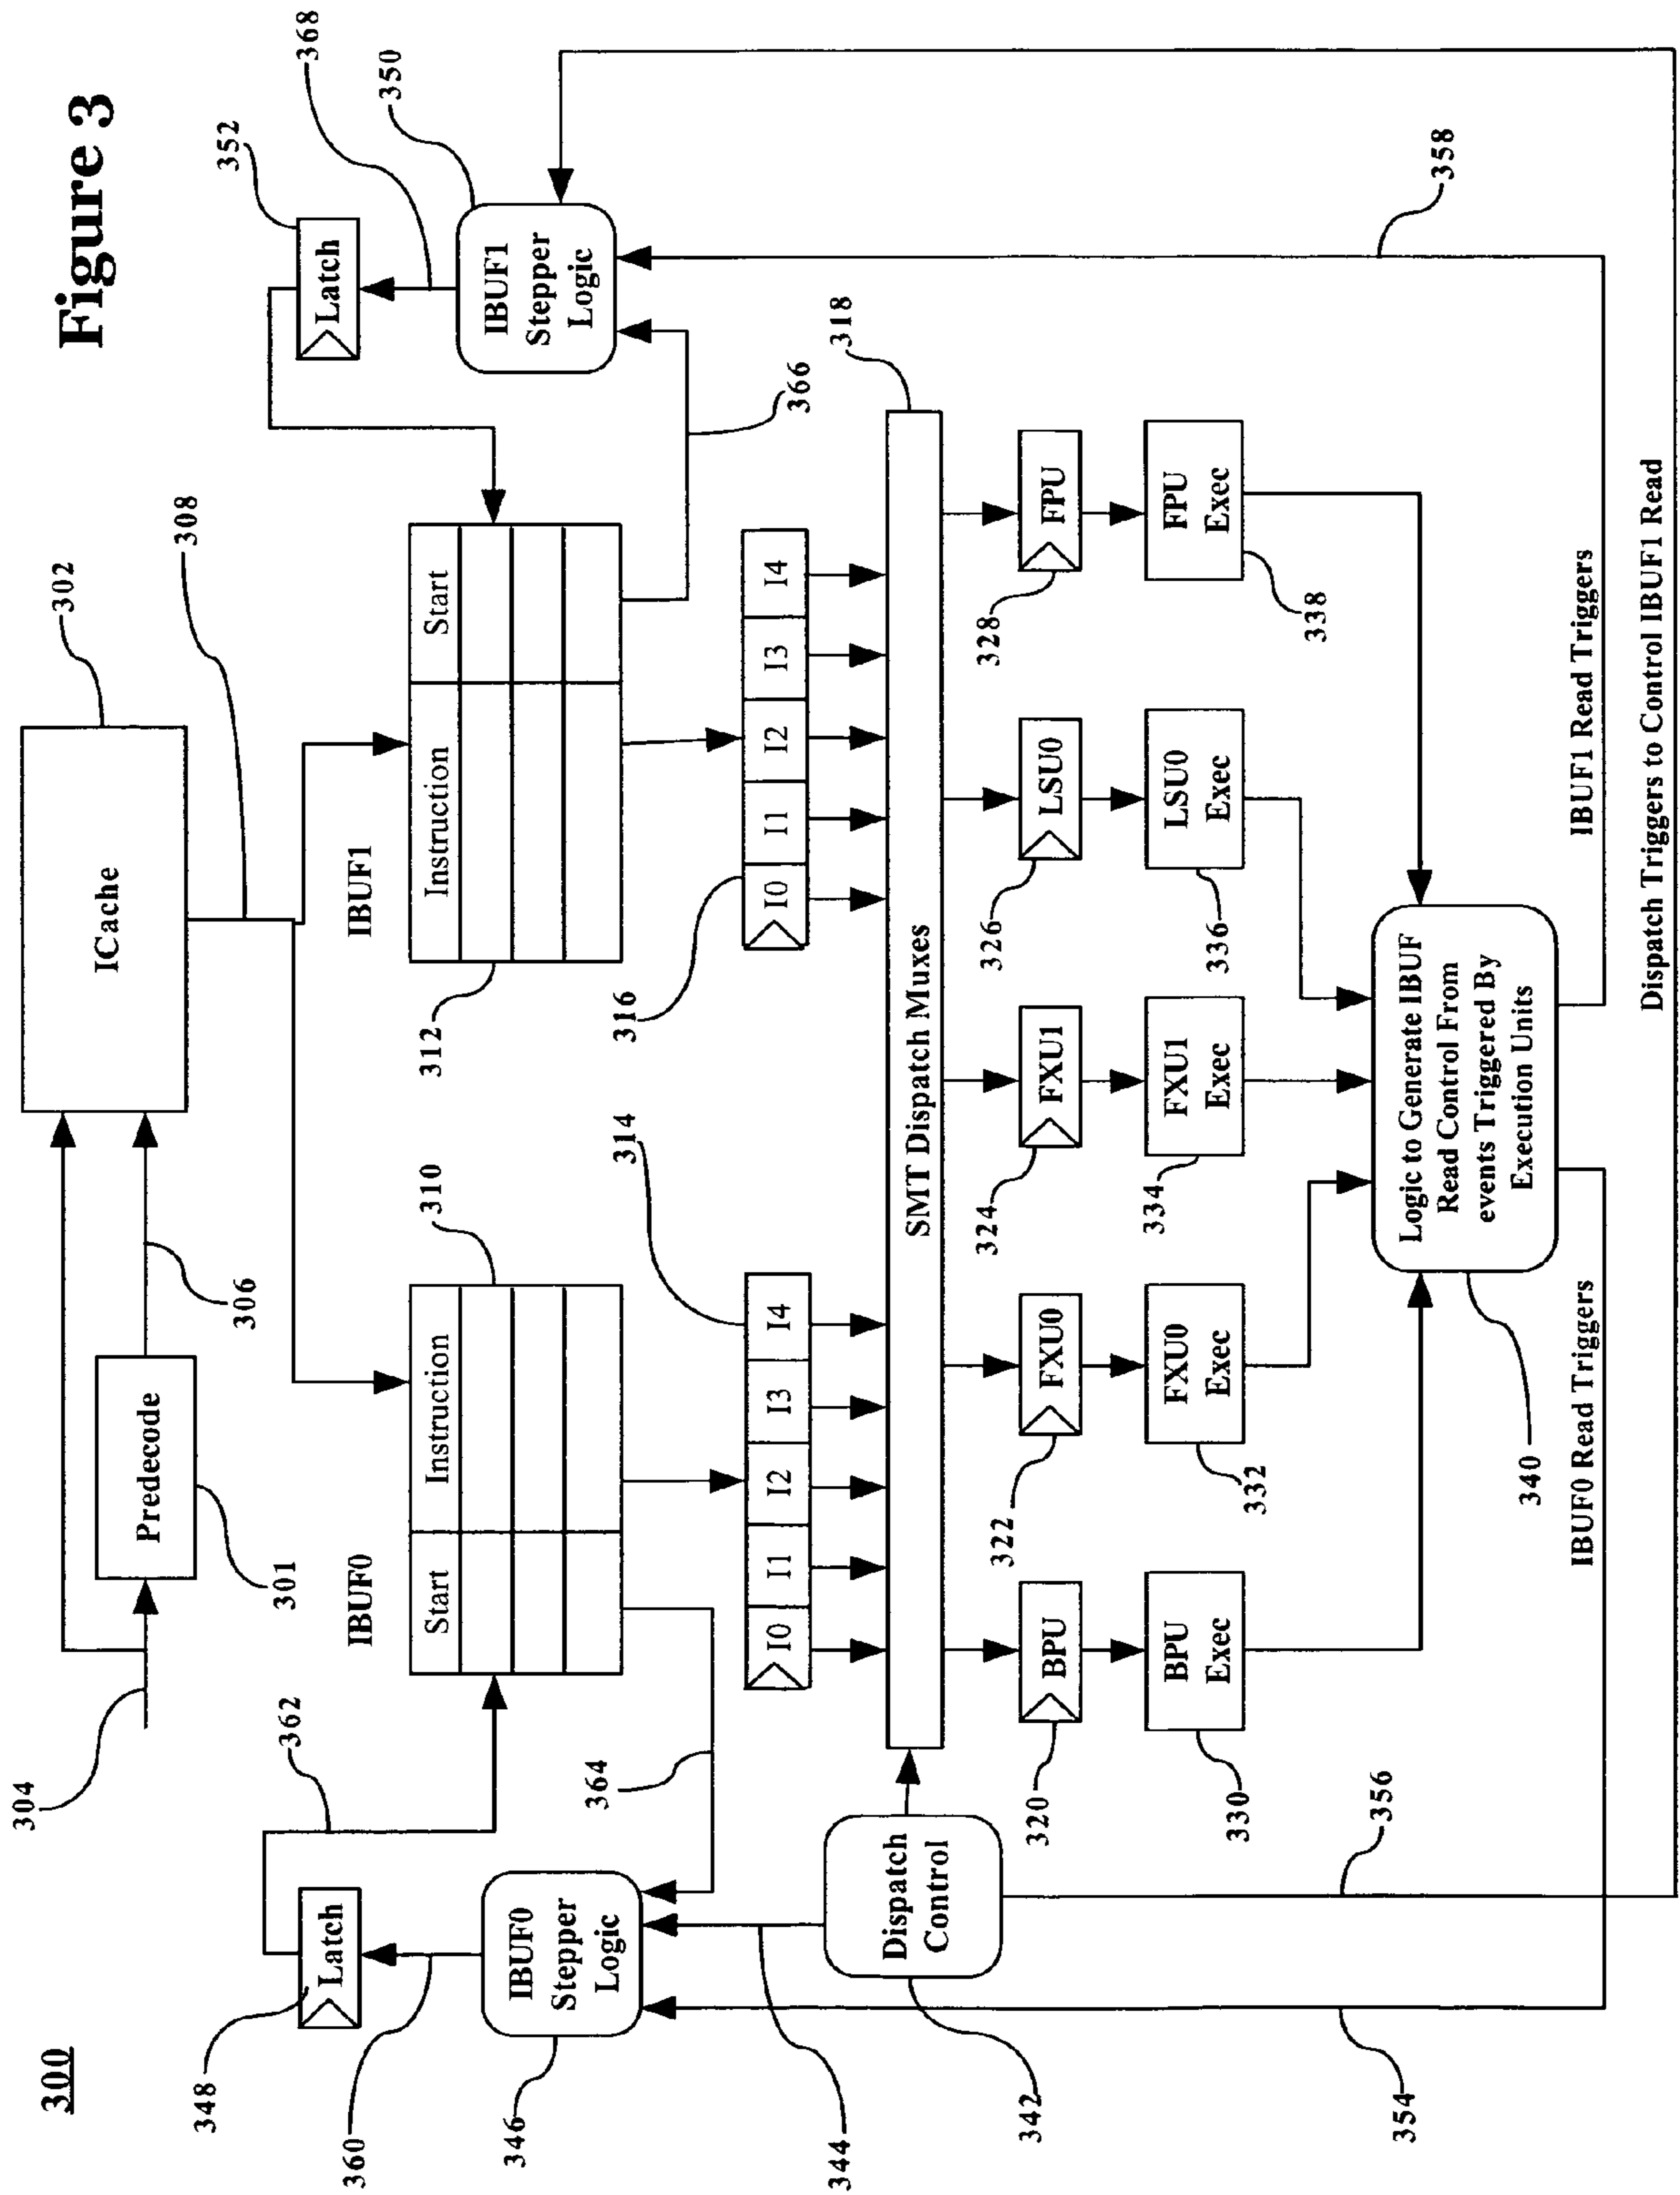 300
Figure 3
304
Predecode
301
306
ICache
302
308
348
Latch
360
362
346
IBUF0
Stepper
Logic
364
344
IBUF0
Start
Instruction
310
I0
I1
I2
I3
I4
314
IBUF1
Instruction
Start
312
I0
I1
I2
I3
I4
316
352
Latch
368
350
IBUF1
Stepper
Logic
366
342
Dispatch
Control
SMT Dispatch Muxes
318
320
BPU
322
FXU0
324
FXU1
326
LSU0
328
FPU
330
BPU
Exec
332
FXU0
Exec
334
FXU1
Exec
336
LSU0
Exec
338
FPU
Exec
340
Logic to Generate IBUF
Read Control From
events Triggered By
Execution Units
354
356
358
IBUF0 Read Triggers
IBUF1 Read Triggers
Dispatch Triggers to Control IBUF1 Read